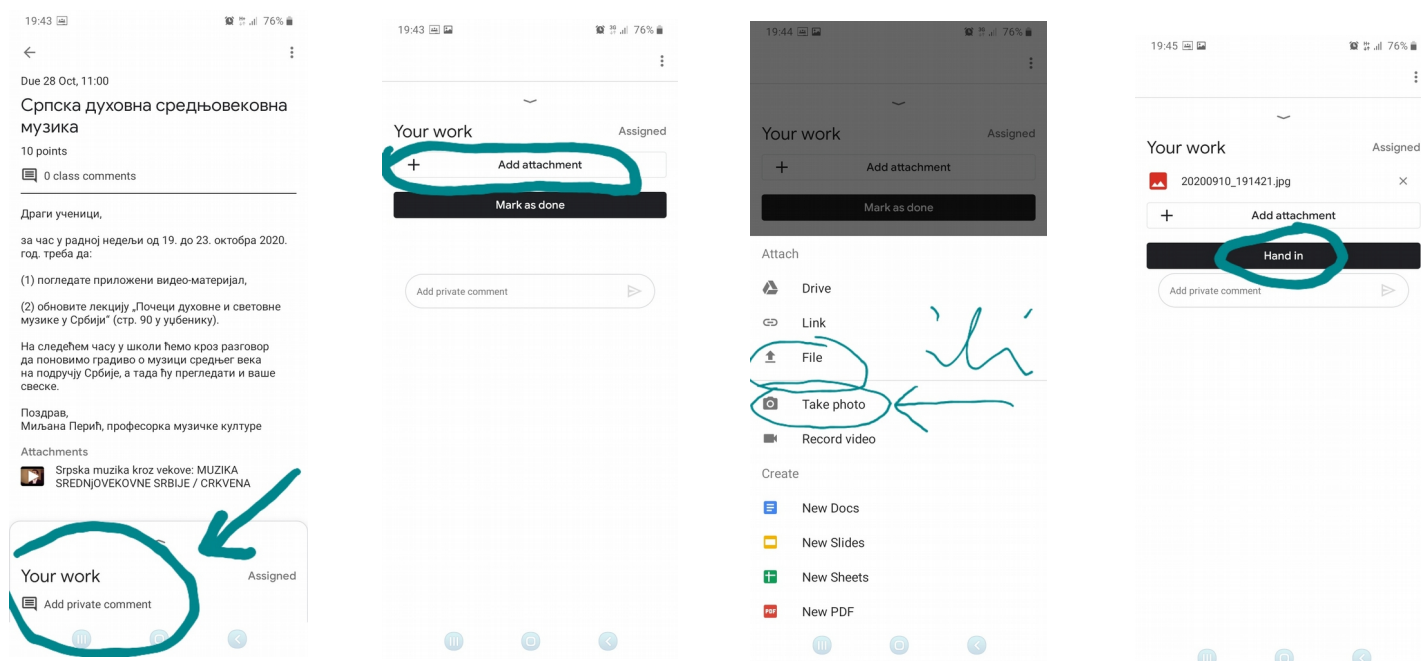 19:43
76%
Due 28 Oct, 11:00
Српска духовна средњовековна
музика
10 points
0 class comments
Драги ученици,
за час у радној недељи од 19. до 23. октобра 2020.
год. треба да:
(1) погледате приложени видео-материјал,
(2) обновите лекцију „Почеци духовне и световне
музике у Србији“ (стр. 90 у уџбенику).
На следећем часу у школи ћемо кроз разговор
да поновимо градиво о музици средњег века
на подручју Србије, а тада ћу прегледати и ваше
свеске.
Поздрав,
Миљана Перић, професорка музичке културе
Attachments
Srpska muzika kroz vekove: MUZIKA
SREDNjOVEKOVNE SRBIJE / CRKVENA
Your work
Assigned
Add private comment
19:43
76%
Your work
Assigned
+ Add attachment
Mark as done
Add private comment
19:44
76%
Your work
Assigned
+ Add attachment
Mark as done
Attach
Drive
Link
File
ili
Take photo
Record video
Create
New Docs
New Slides
New Sheets
PDF New PDF
19:45
76%
Your work
Assigned
20200910_191421.jpg
+ Add attachment
Hand in
Add private comment